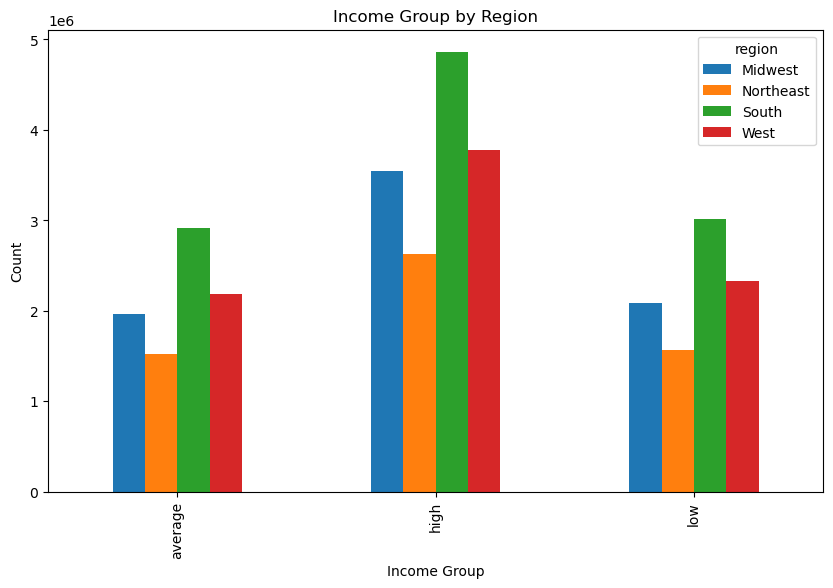 Income Group by Region
1e6
5
4
3
2
1
0
Count
region
Midwest
Northeast
South
West
average
high
low
Income Group